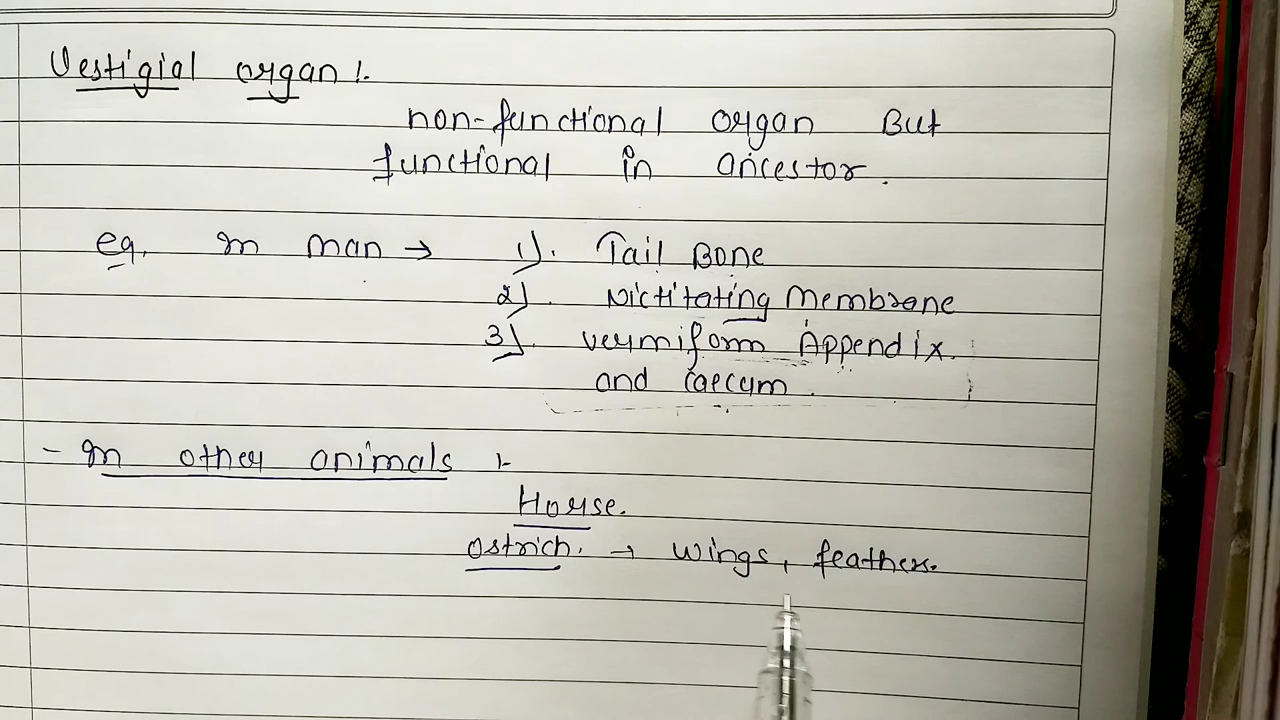 Vestigial organ :-
non-functional organ But
functional in ancestor.
eg. In man → 1). Tail Bone
2). Nictitating Membrane
3). vermiform Appendix.
and Caecum.
- In other animals :-
Horse.
Ostrich. → wings, feathers.